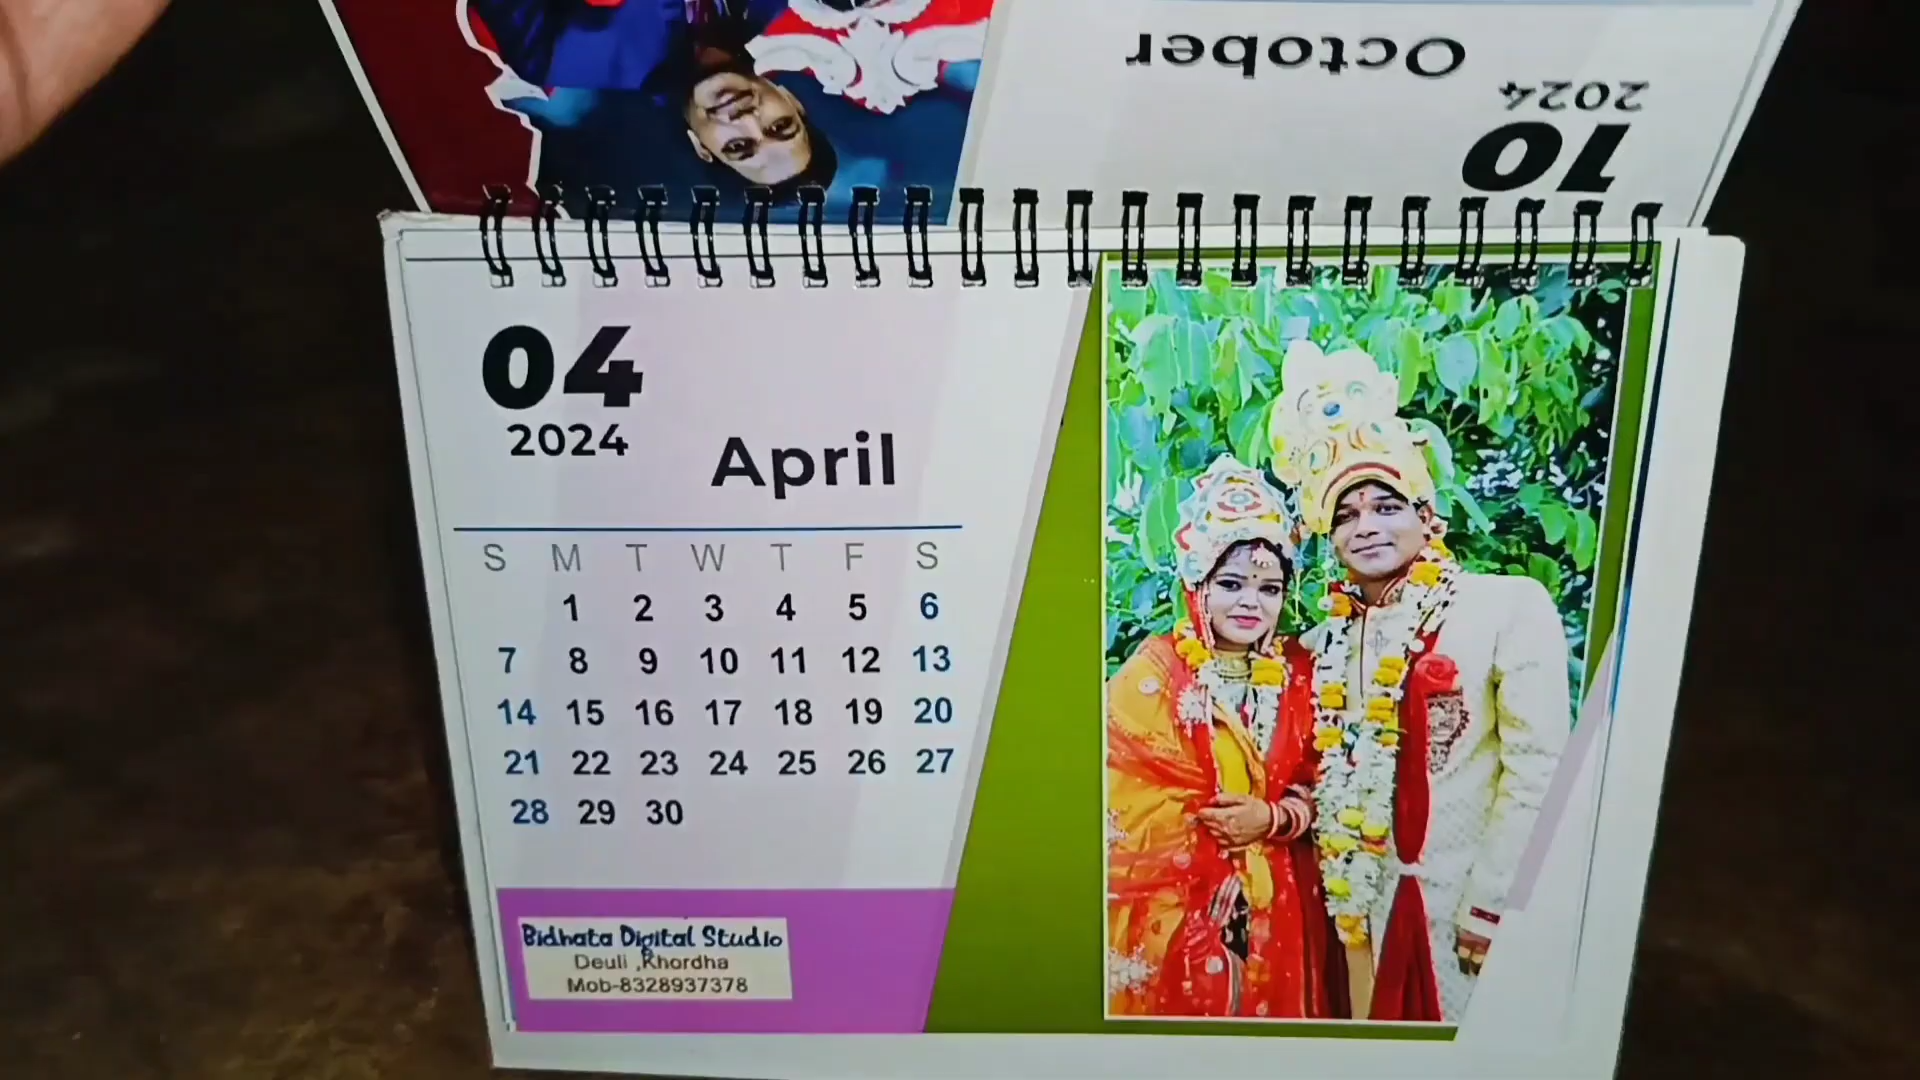 October
2024
10
04
2024
April
S M T W T F S
1 2 3 4 5 6
7 8 9 10 11 12 13
14 15 16 17 18 19 20
21 22 23 24 25 26 27
28 29 30
Bidhata Digital Studio
Deuli ,Khordha
Mob-8328937378